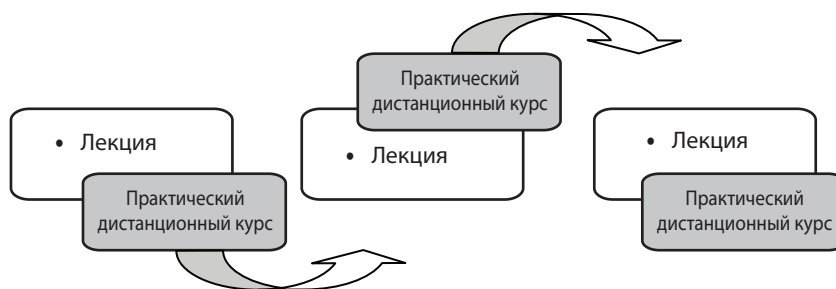 • Лекция
Практический
дистанционный курс
Практический
дистанционный курс
• Лекция
• Лекция
Практический
дистанционный курс